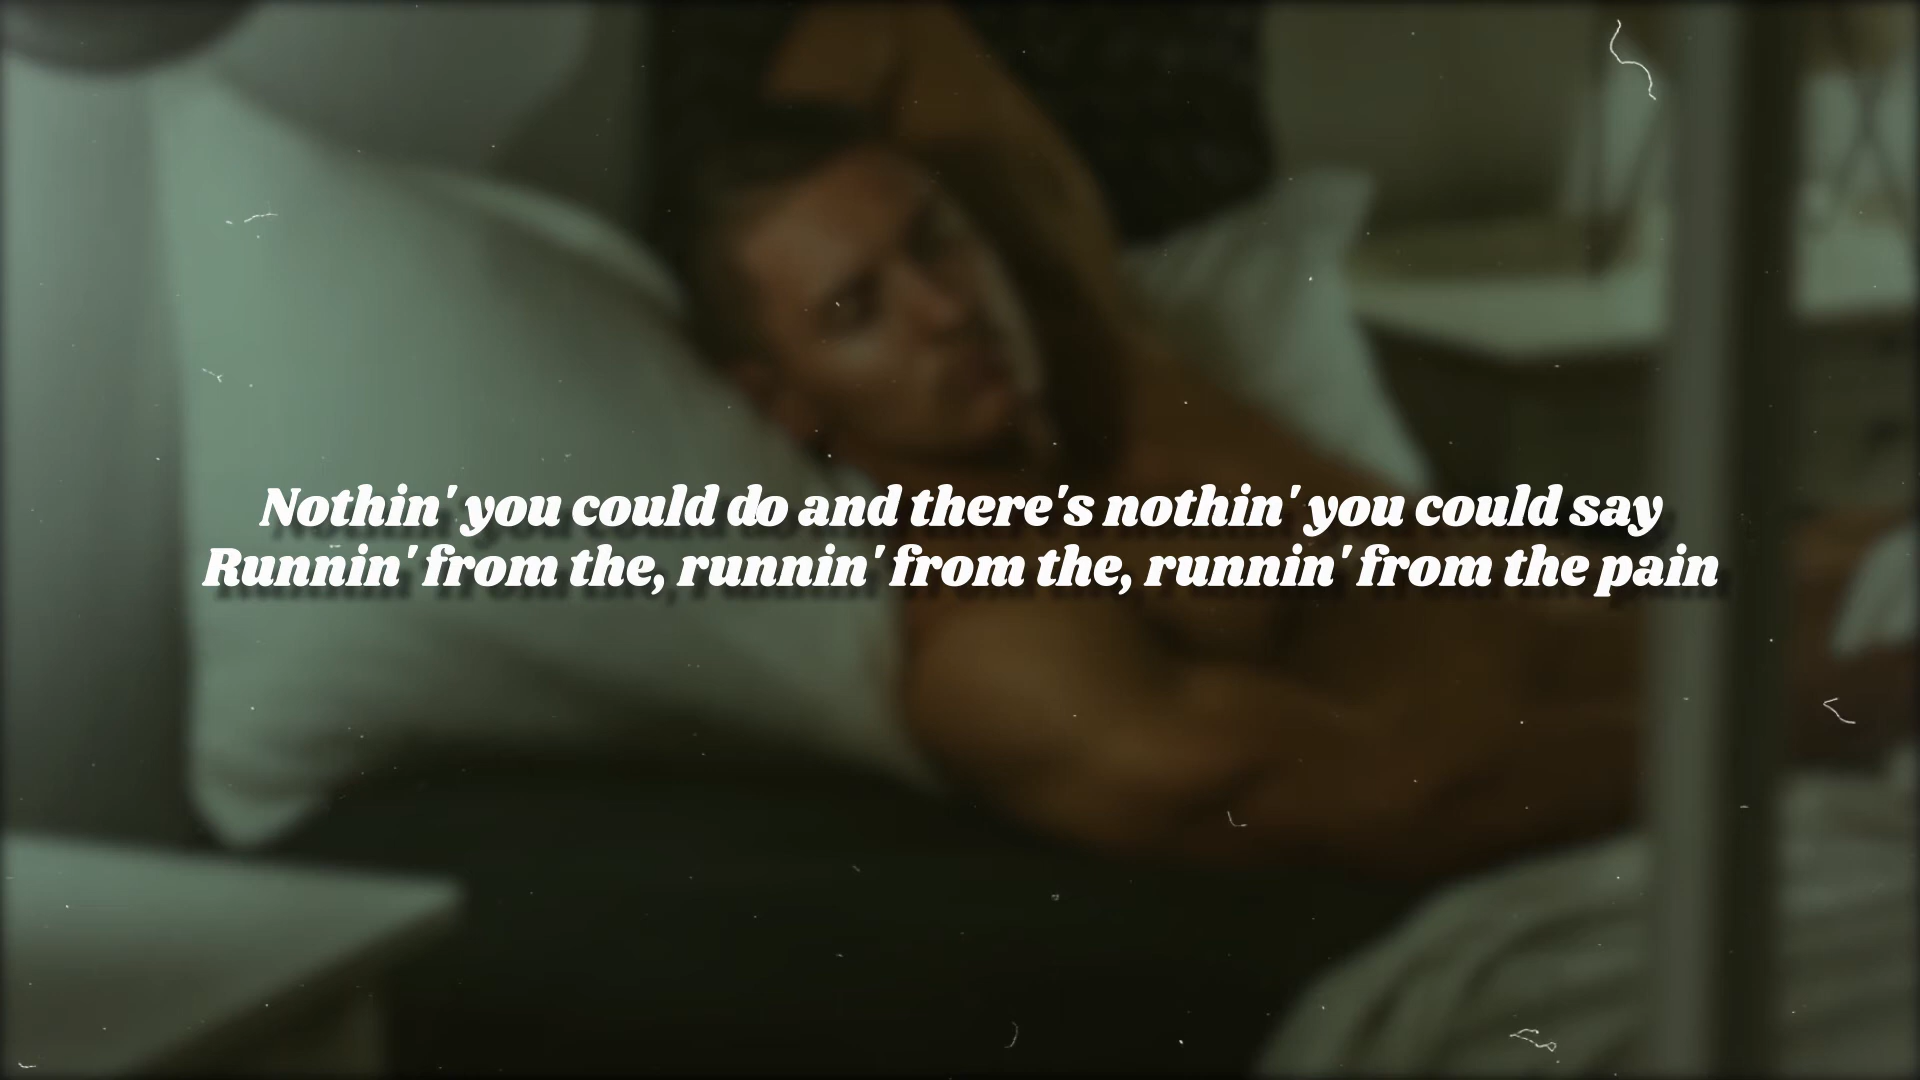 Nothin' you could do and there's nothin' you could say
Runnin' from the, runnin' from the, runnin' from the pain